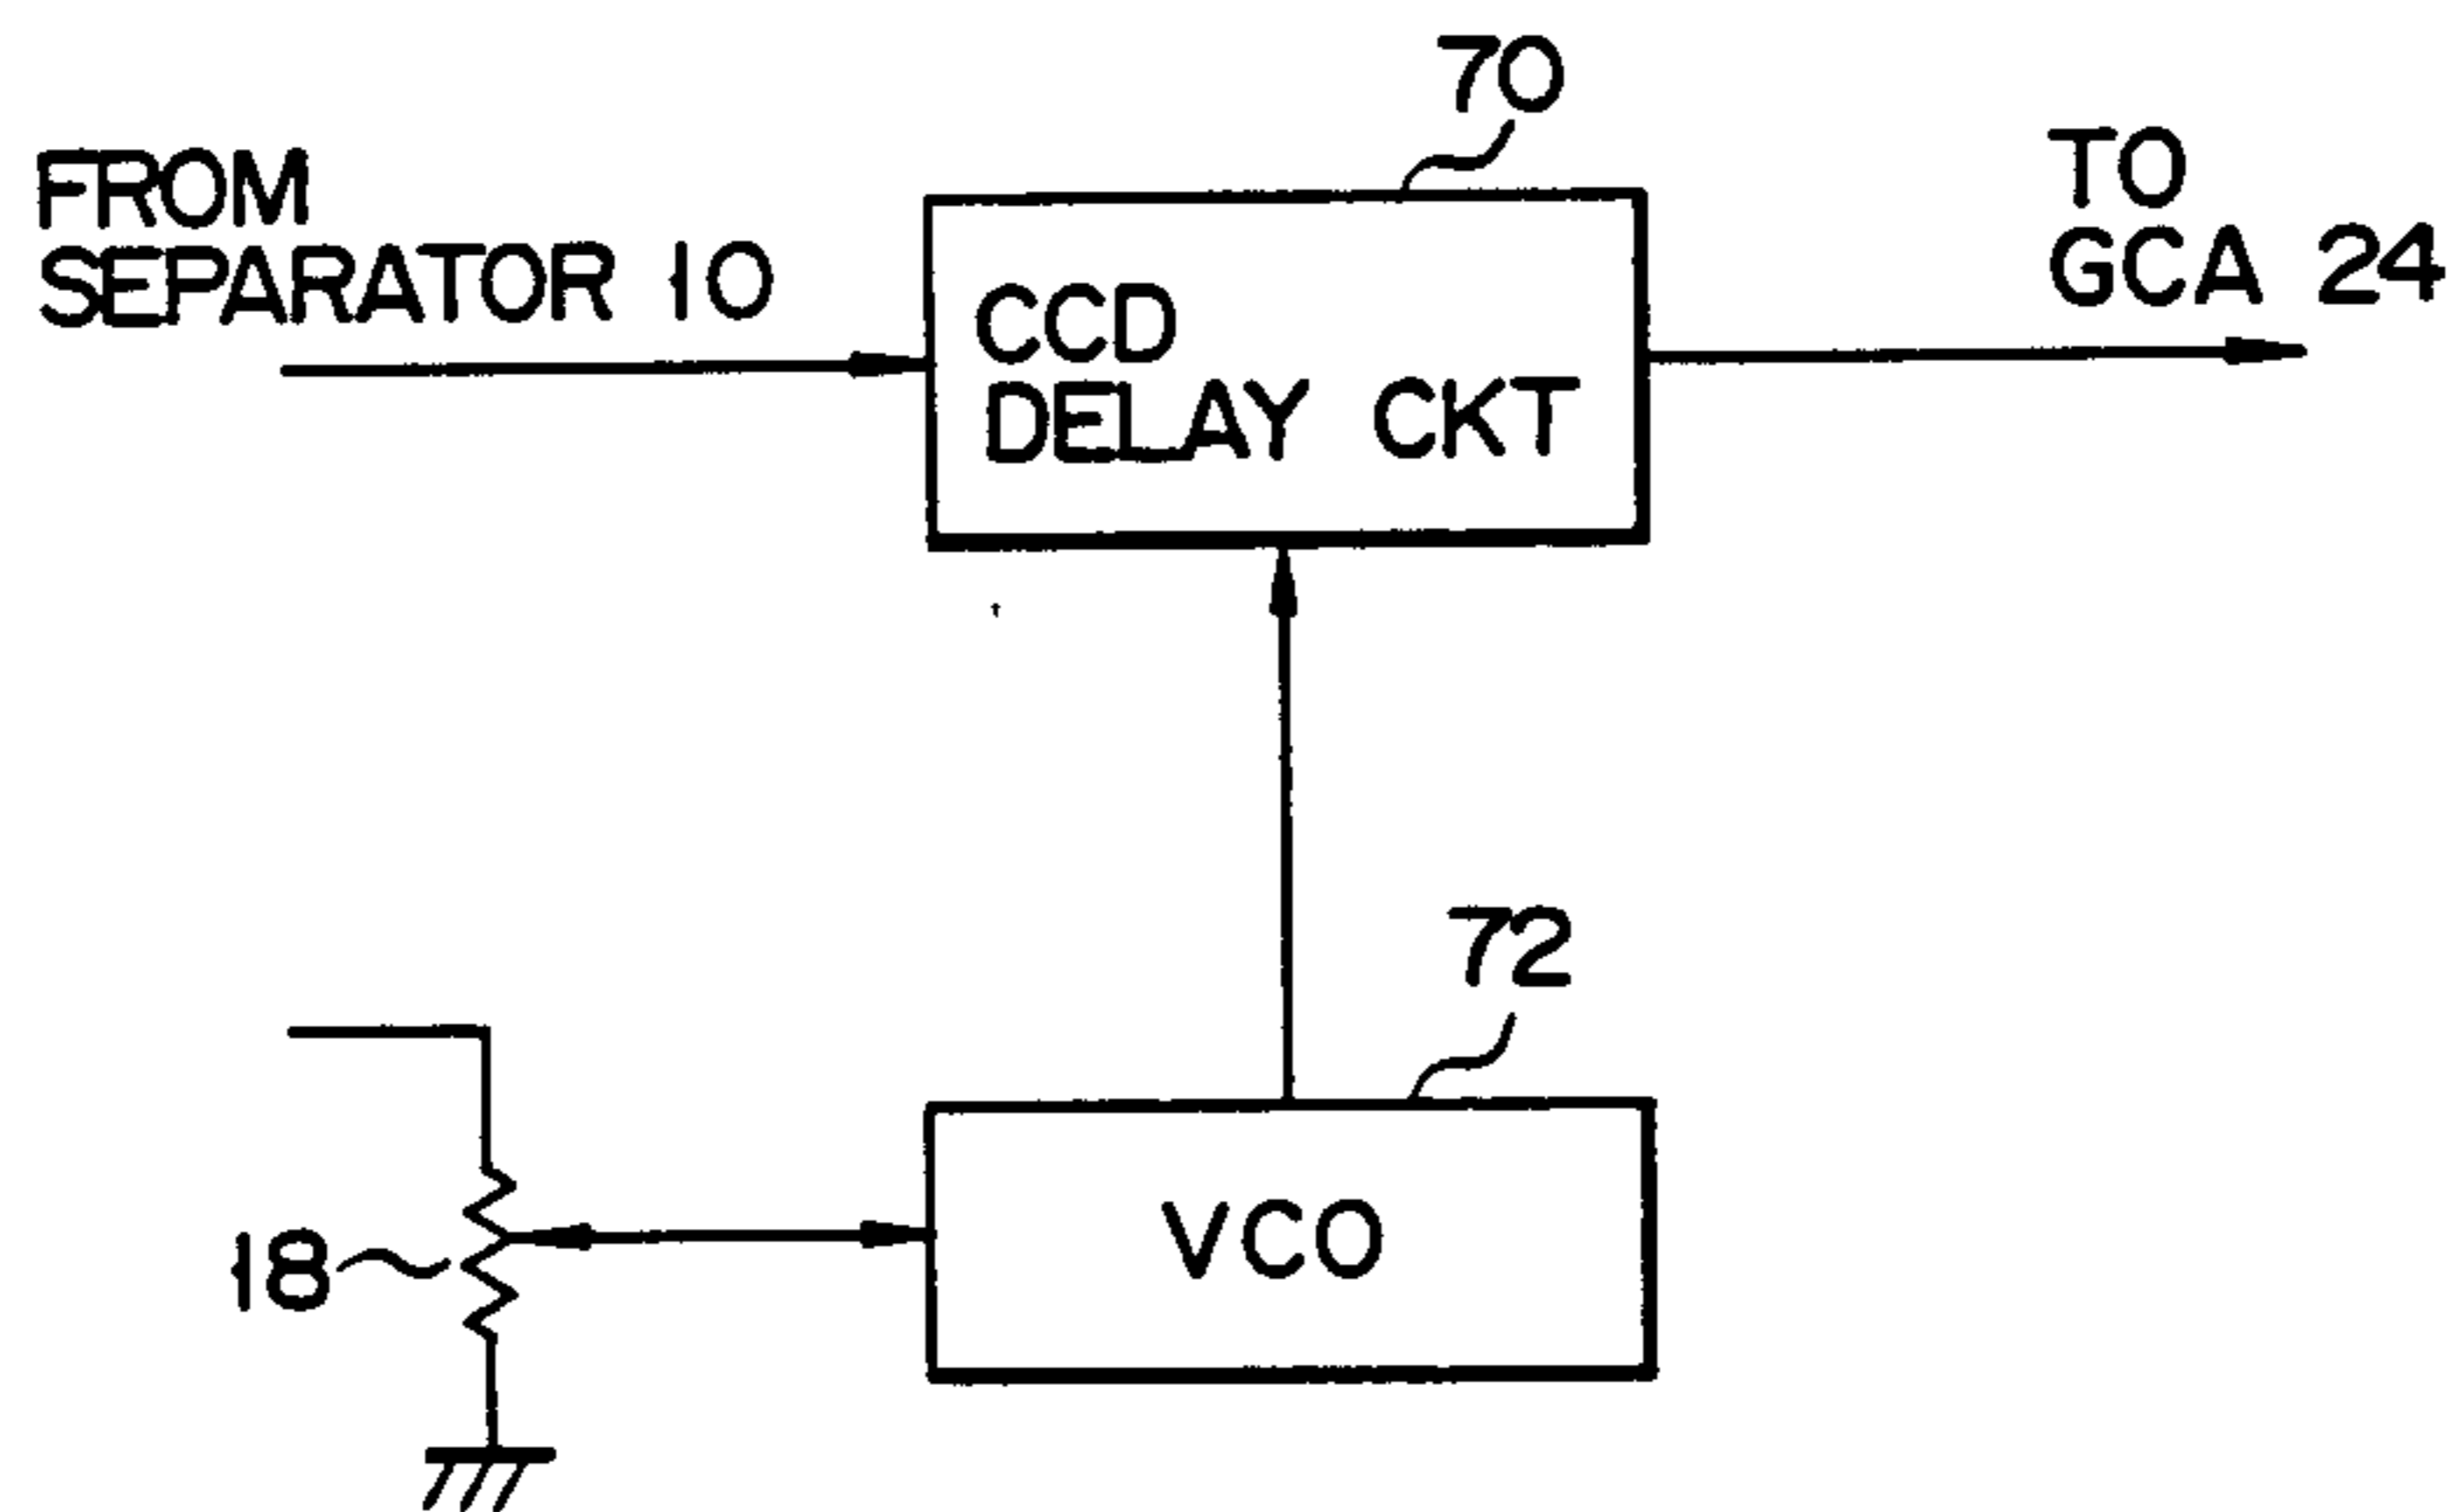 70
FROM
SEPARATOR 10
TO
GCA 24
CCD
DELAY CKT
72
18
VCO